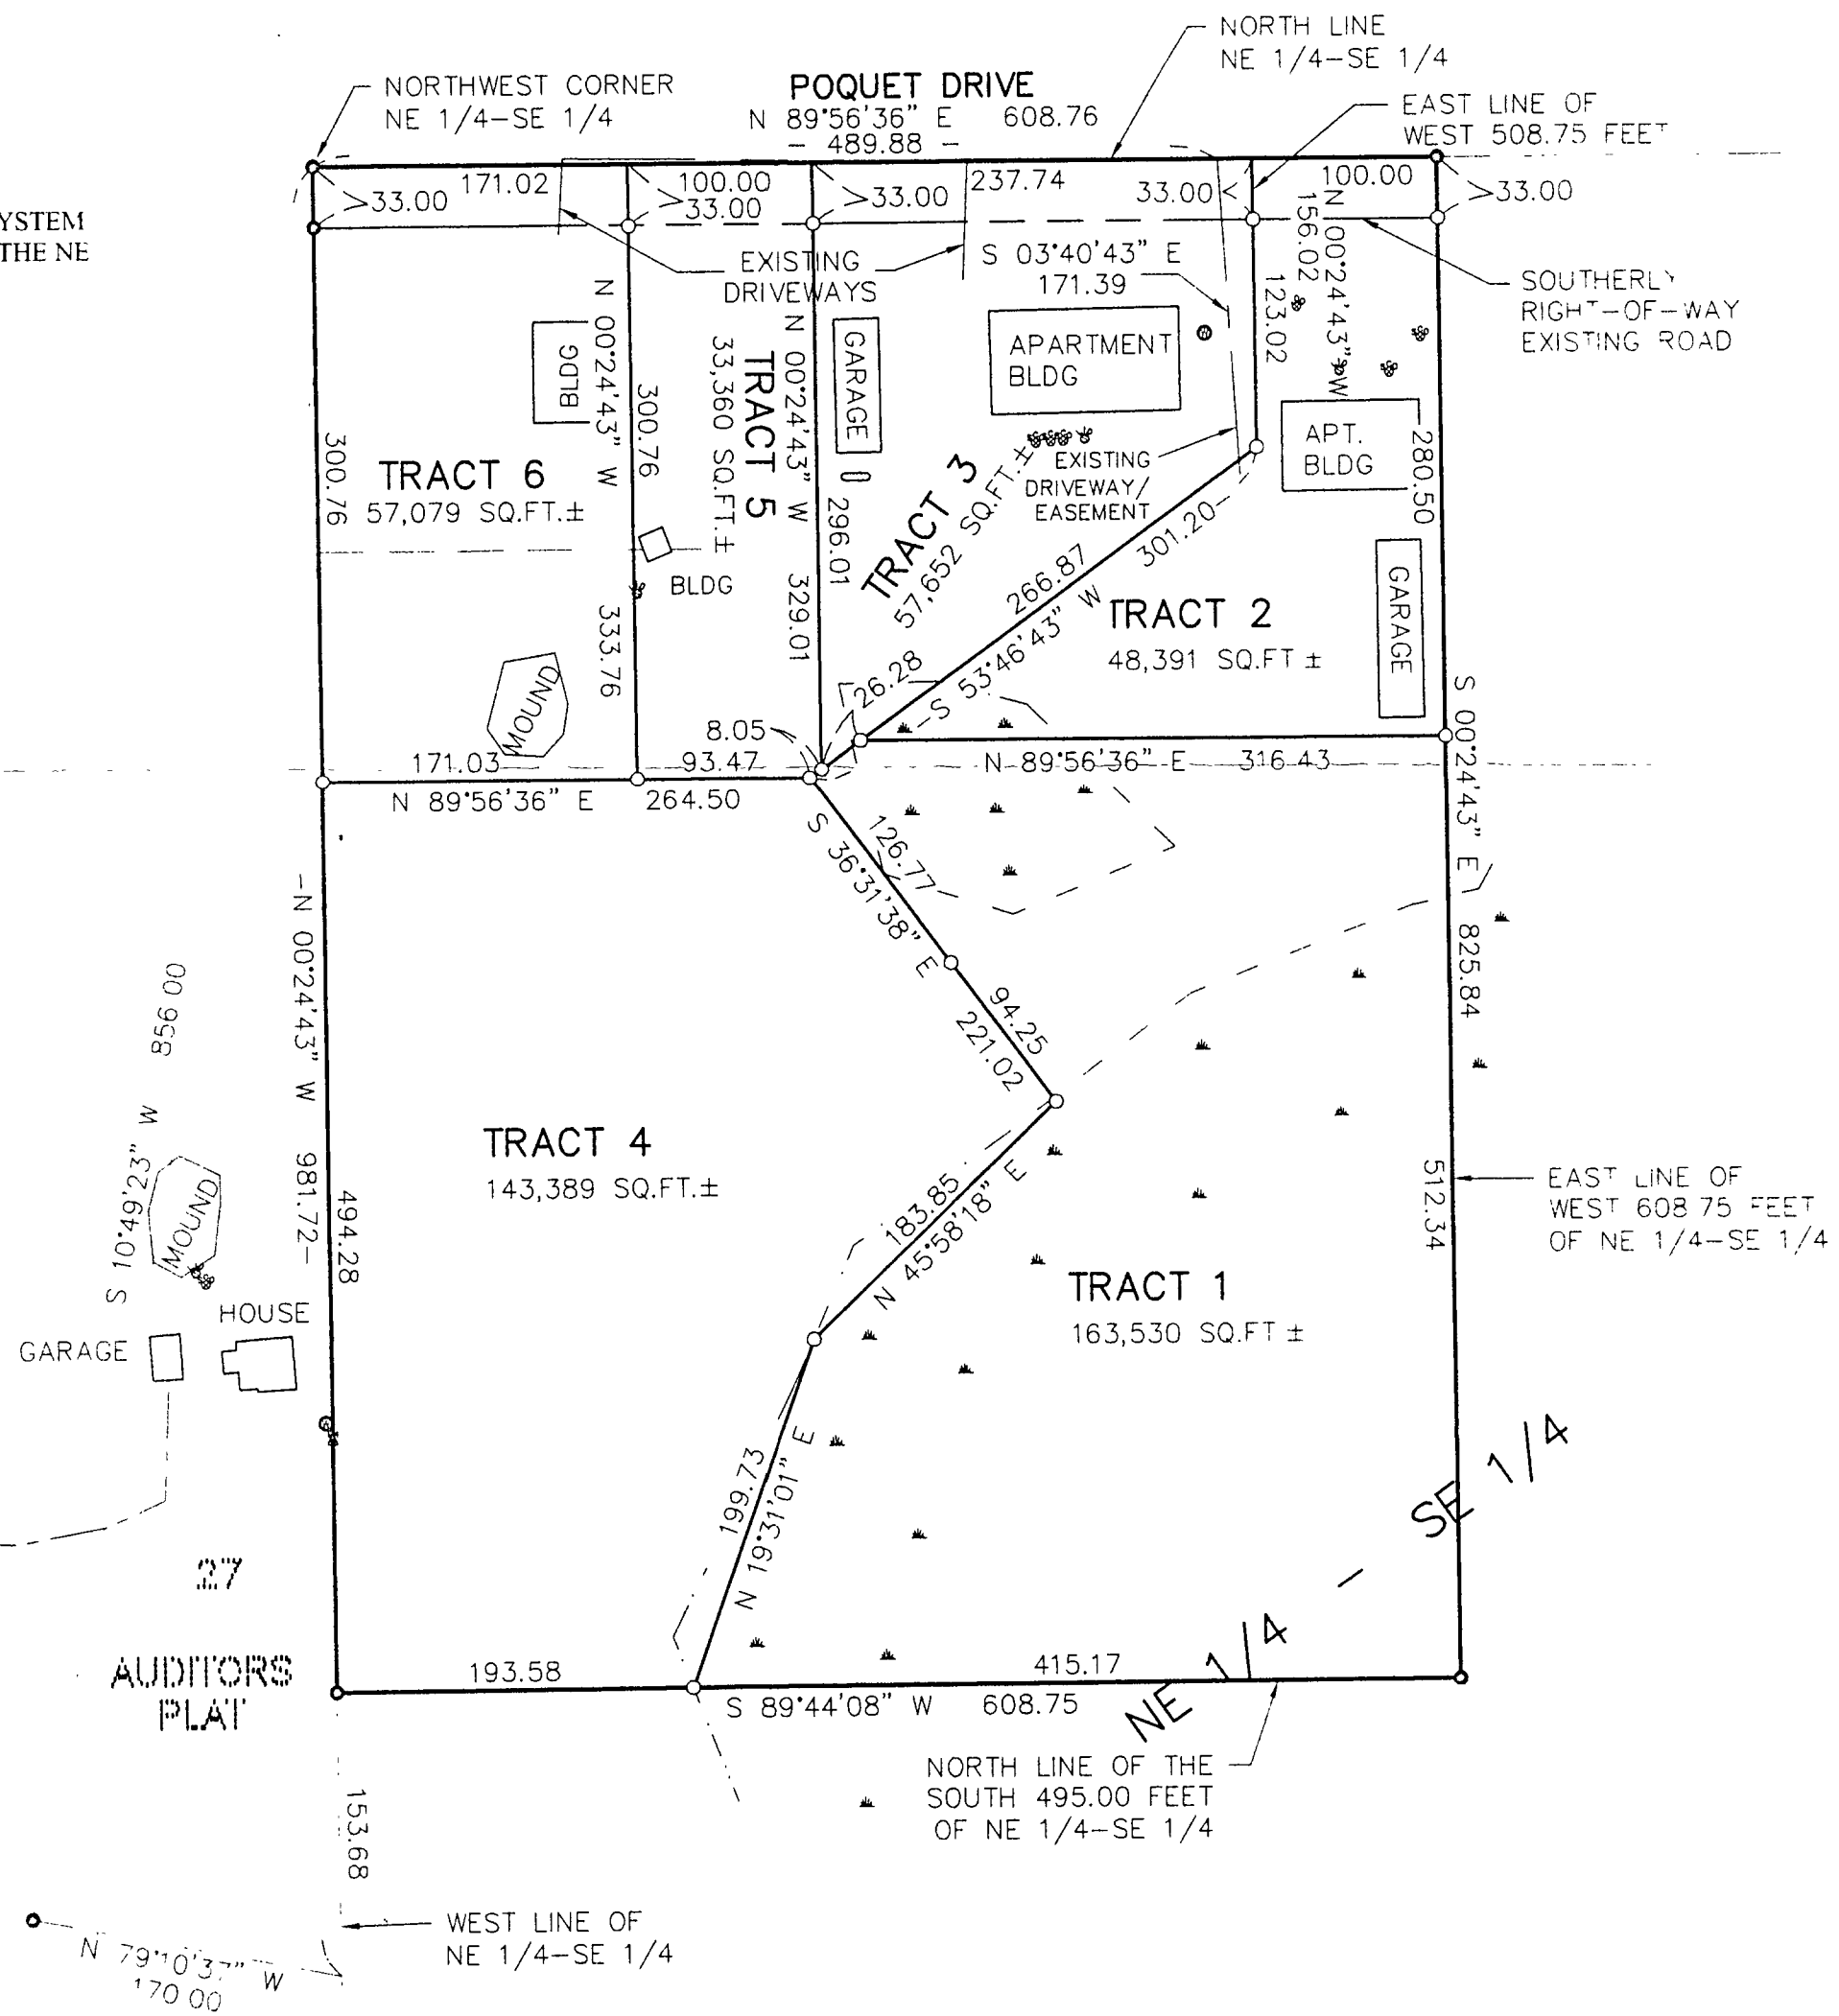 NORTH LINE
NE 1/4-SE 1/4
NORTHWEST CORNER
NE 1/4-SE 1/4
POQUET DRIVE
N 89°56'36" E 608.76
- 489.88 -
EAST LINE OF
WEST 508.75 FEET
171.02
>33.00
100.00
>33.00
>33.00
237.74
33.00<
100.00
>33.00
YSTEM
THE NE
EXISTING
DRIVEWAYS
S 03°40'43" E
171.39
N 00°24'43" W
156.02
123.02
SOUTHERLY
RIGHT-OF-WAY
EXISTING ROAD
BLDG
N 00°24'43" W
300.76
333.76
TRACT 5
33,360 SQ.FT.±
N 00°24'43" W
329.01
GARAGE
296.01
APARTMENT
BLDG
APT.
BLDG
280.50
300.76
TRACT 6
57,079 SQ.FT.±
TRACT 3
57,652 SQ.FT.±
EXISTING
DRIVEWAY/
EASEMENT
BLDG
266.87
301.20-
-S 53°46'43" W
TRACT 2
48,391 SQ.FT ±
GARAGE
MOUND
26.28
8.05
171.03
93.47
N 89°56'36" E 264.50
N 89°56'36" E 316.43
S 00°24'43" E 825.84
126.77
S 36°31'38" E
94.25
221.02
-N 00°24'43" W 981.72-
494.28
S 10°49'23" W 856 00
MOUND
HOUSE
GARAGE
TRACT 4
143,389 SQ.FT.±
183.85
N 45°58'18" E
512.34
EAST LINE OF
WEST 608 75 FEET
OF NE 1/4-SE 1/4
TRACT 1
163,530 SQ.FT ±
199.73
N 19°31'01" E
NE 1/4 - SE 1/4
27
AUDITORS
PLAT
193.58
415.17
S 89°44'08" W 608.75
NORTH LINE OF THE
SOUTH 495.00 FEET
OF NE 1/4-SE 1/4
153.68
WEST LINE OF
NE 1/4-SE 1/4
N 79°10'37" W
170 00